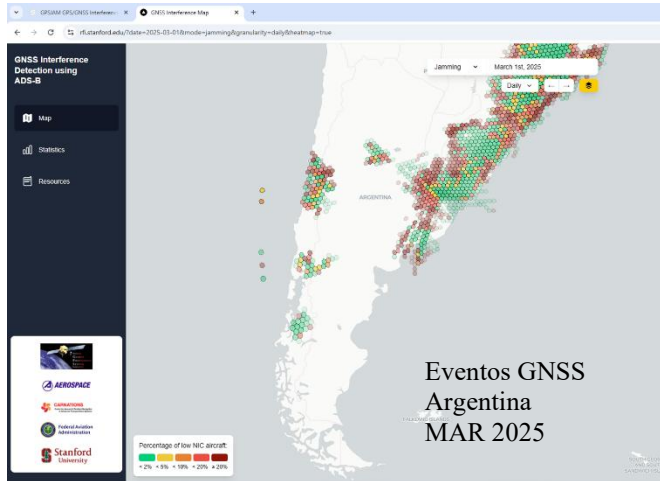 GPSJAM GPS/GNSS Interferenc
GNSS Interference Map
rfi.stanford.edu/?date=2025-03-01&mode=jamming&granularity=daily&heatmap=true
GNSS Interference
Detection using
ADS-B
Map
Statistics
Resources
Jamming
March 1st, 2025
Daily
ARGENTINA
AEROSPACE
Federal Aviation
Administration
Stanford
University
Percentage of low NIC aircraft:
< 2%
< 5%
< 10%
< 20%
≥ 20%
FALKLAND ISLANDS
Eventos GNSS
Argentina
MAR 2025